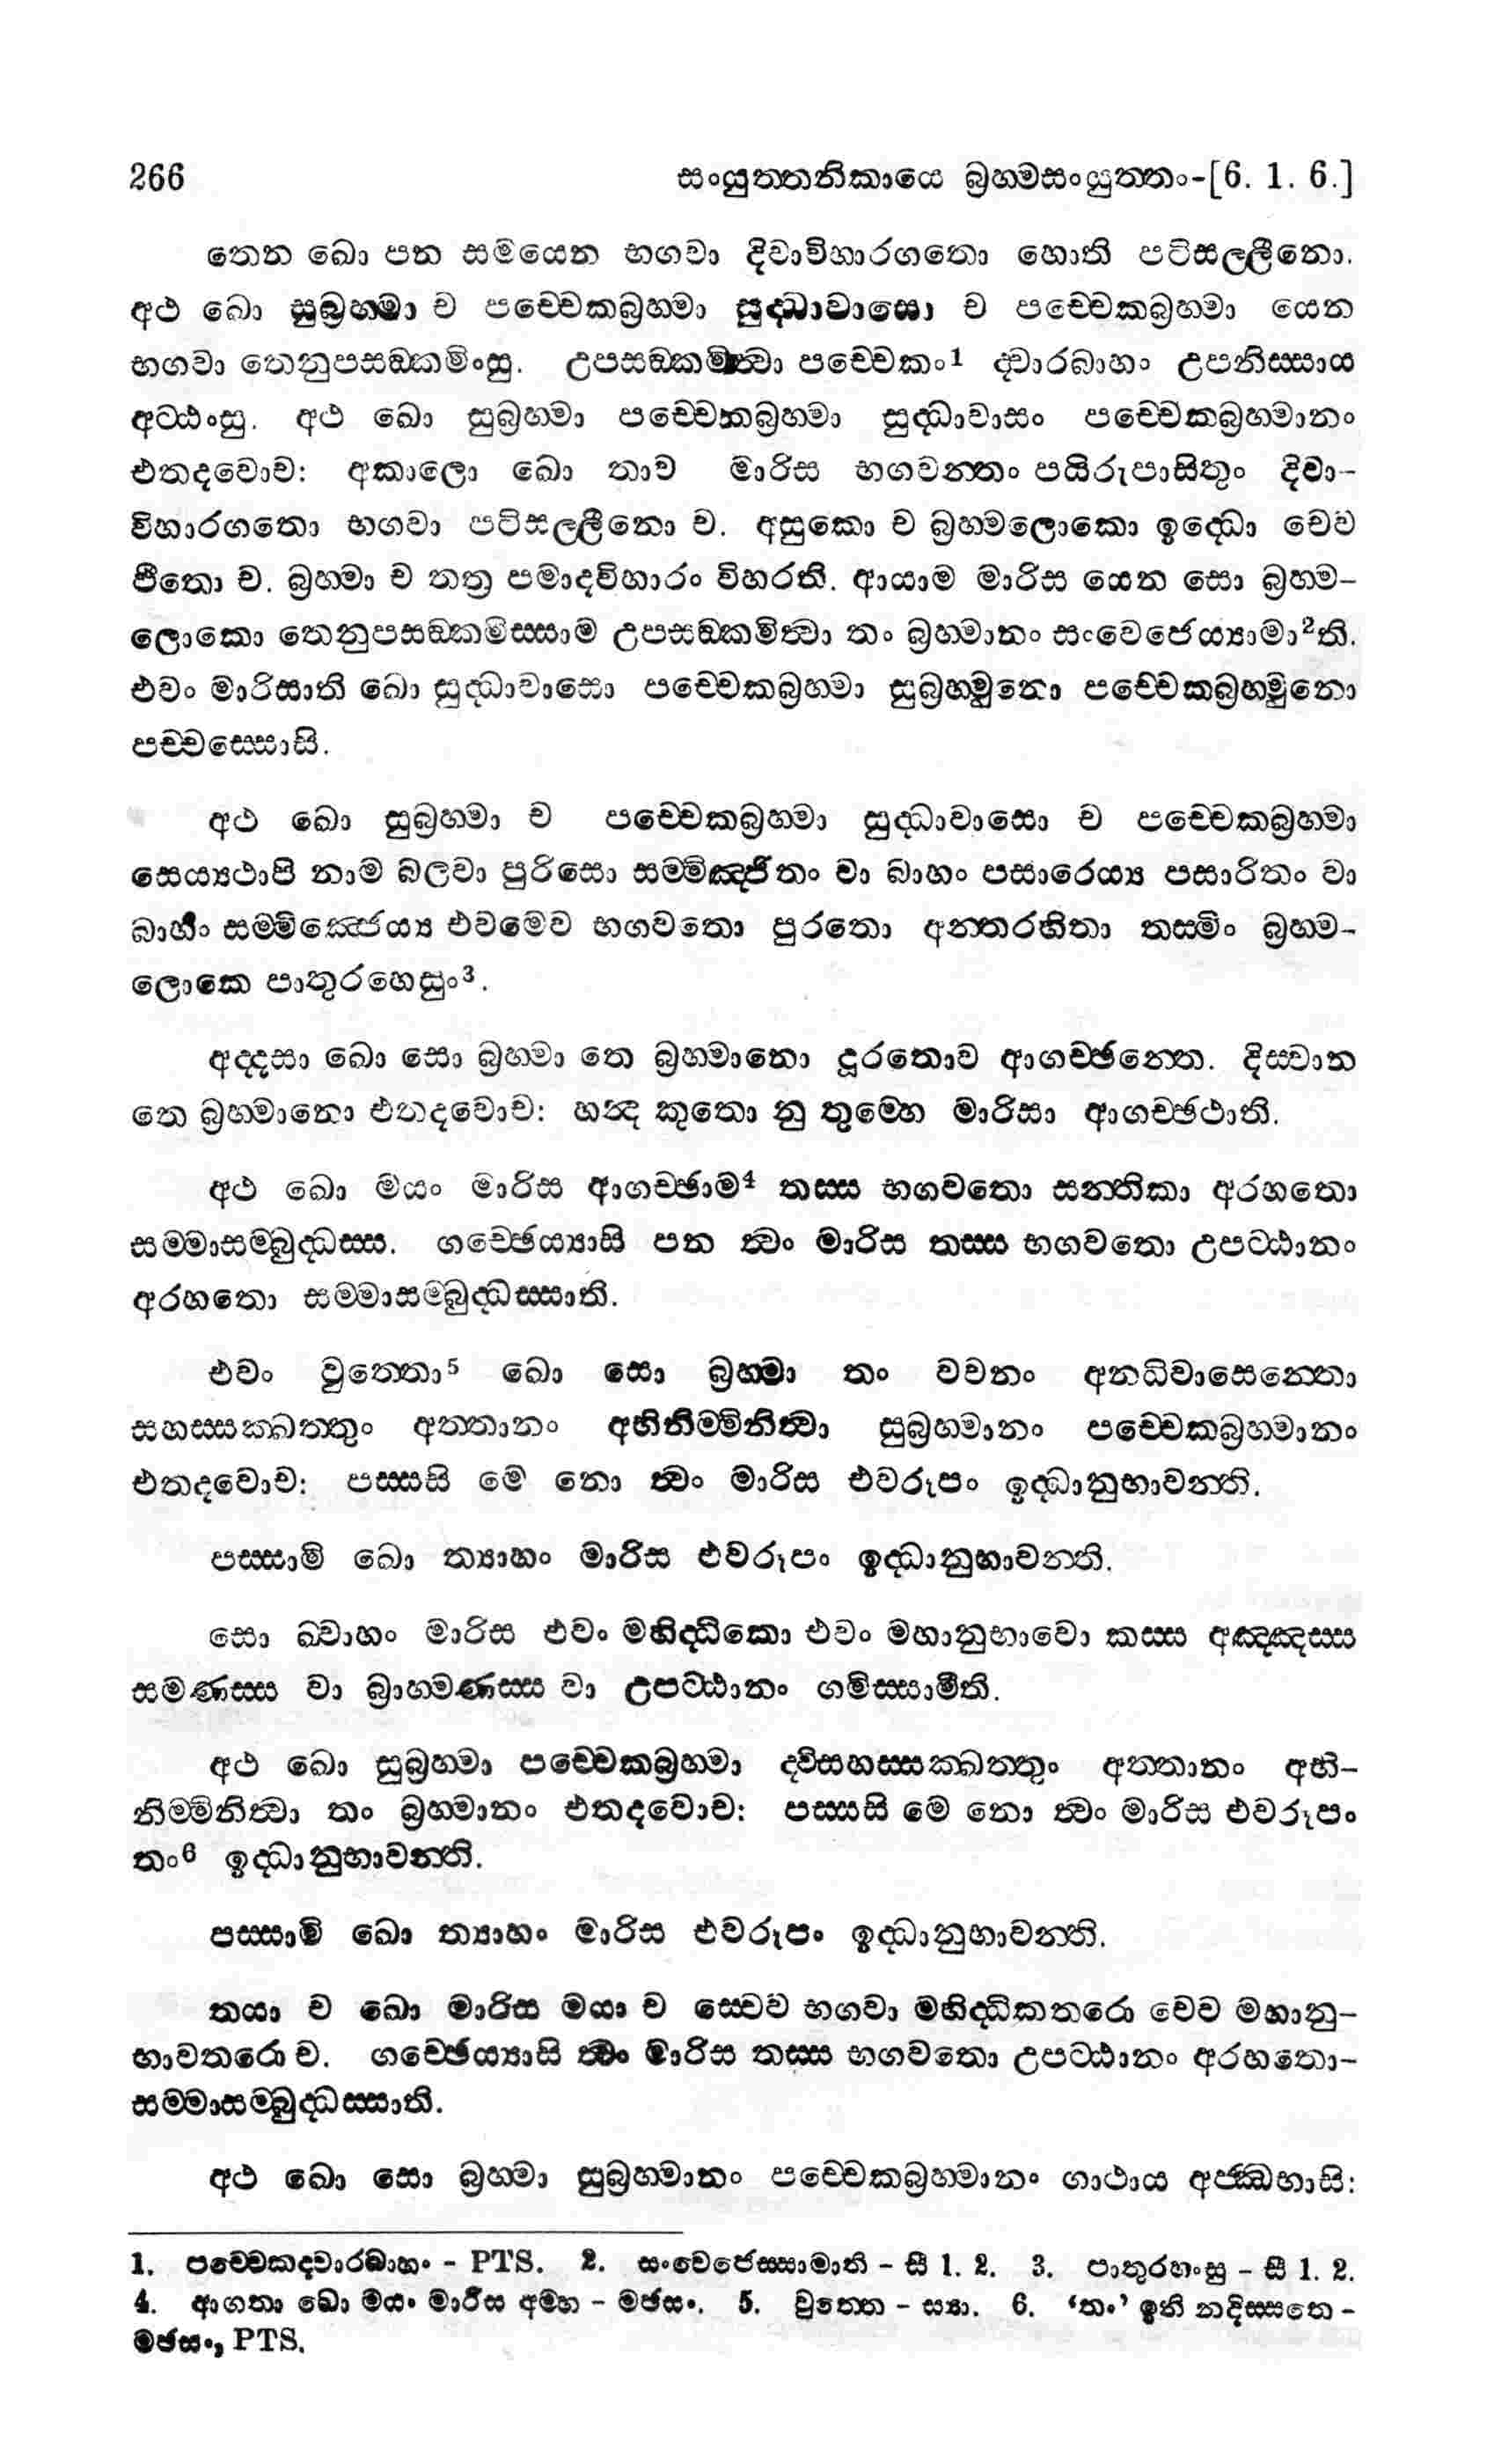 266 සංයුත්තනිකායෙ බ්‍රහ්මසංයුත්තං-[6. 1. 6.]
තෙන ඛො පන සමයෙන භගවා දිවාවිහාරගතො හොති පටිසල්ලීනො.
අථ ඛො සුබ්‍රහ්මා ච පච්චෙකබ්‍රහ්මා සුද්ධාවාසො ච පච්චෙකබ්‍රහ්මා යෙන
භගවා තෙනුපසඞ්කමිංසු. උපසඞ්කමිත්වා පච්චෙකං1 ද්වාරබාහං උපනිස්සාය
අට්ඨංසු. අථ ඛො සුබ්‍රහ්මා පච්චෙකබ්‍රහ්මා සුද්ධාවාසං පච්චෙකබ්‍රහ්මානං
එතදවොච: අකාලො ඛො තාව මාරිස භගවන්තං පයිරුපාසිතුං දිවා-
විහාරගතො භගවා පටිසල්ලීනො ච. අසුකො ච බ්‍රහ්මලොකො ඉද්ධො චෙව
ඵීතො ච. බ්‍රහ්මා ච තත්‍ර පමාදවිහාරං විහරති. ආයාම මාරිස යෙන සො බ්‍රහ්ම-
ලොකො තෙනුපසඞ්කමිස්සාම උපසඞ්කමිත්වා තං බ්‍රහ්මානං සංවෙජෙය්‍යාමා2ති.
එවං මාරිසාති ඛො සුද්ධාවාසො පච්චෙකබ්‍රහ්මා සුබ්‍රහ්මුනො පච්චෙකබ්‍රහ්මුනො
පච්චස්සොසි.
අථ ඛො සුබ්‍රහ්මා ච පච්චෙකබ්‍රහ්මා සුද්ධාවාසො ච පච්චෙකබ්‍රහ්මා
සෙය්‍යථාපි නාම බලවා පුරිසො සම්මිඤ්ජිතං වා බාහං පසාරෙය්‍ය පසාරිතං වා
බාහං සම්මිඤ්ජෙය්‍ය එවමෙව භගවතො පුරතො අන්තරහිතා තස්මිං බ්‍රහ්ම-
ලොකෙ පාතුරහෙසුං3.
අද්දසා ඛො සො බ්‍රහ්මා තෙ බ්‍රහ්මානො දූරතොව ආගච්ඡන්තෙ. දිස්වාන
තෙ බ්‍රහ්මානො එතදවොච: හන්ද කුතො නු තුම්හෙ මාරිසා ආගච්ඡථාති.
අථ ඛො මයං මාරිස ආගච්ඡාම4 තස්ස භගවතො සන්තිකා අරහතො
සම්මාසම්බුද්ධස්ස. ගච්ඡෙය්‍යාසි පන ත්වං මාරිස තස්ස භගවතො උපට්ඨානං
අරහතො සම්මාසම්බුද්ධස්සාති.
එවං වුත්තො5 ඛො සො බ්‍රහ්මා තං වචනං අනධිවාසෙන්තො
සහස්සක්ඛත්තුං අත්තානං අභිනිම්මිනිත්වා සුබ්‍රහ්මානං පච්චෙකබ්‍රහ්මානං
එතදවොච: පස්සසි මෙ නො ත්වං මාරිස එවරූපං ඉද්ධානුභාවන්ති.
පස්සාමි ඛො ත්‍යාහං මාරිස එවරූපං ඉද්ධානුභාවන්ති.
සො ඛ්වාහං මාරිස එවං මහිද්ධිකො එවං මහානුභාවො කස්ස අඤ්ඤස්ස
සමණස්ස වා බ්‍රාහ්මණස්ස වා උපට්ඨානං ගමිස්සාමීති.
අථ ඛො සුබ්‍රහ්මා පච්චෙකබ්‍රහ්මා ද්විසහස්සක්ඛත්තුං අත්තානං අභි-
නිම්මිනිත්වා තං බ්‍රහ්මානං එතදවොච: පස්සසි මෙ නො ත්වං මාරිස එවරූපං
තං6 ඉද්ධානුභාවන්ති.
පස්සාමි ඛො ත්‍යාහං මාරිස එවරූපං ඉද්ධානුභාවන්ති.
තයා ච ඛො මාරිස මයා ච ස්වෙව භගවා මහිද්ධිකතරො චෙව මහානු-
භාවතරො ච. ගච්ඡෙය්‍යාසි ත්වං මාරිස තස්ස භගවතො උපට්ඨානං අරහතො-
සම්මාසම්බුද්ධස්සාති.
අථ ඛො සො බ්‍රහ්මා සුබ්‍රහ්මානං පච්චෙකබ්‍රහ්මානං ගාථාය අජ්ඣභාසි:
1. පච්චෙකද්වාරබාහං - PTS. 2. සංවෙජෙස්සාමාති - සී 1. 2. 3. පාතුරහංසු - සී 1. 2.
4. ආගතා ඛො මයං මාරිස අම්හ - මඡසං. 5. වුත්තෙ - ස්‍යා. 6. ‘තං’ ඉති නදිස්සතෙ -
මඡසං, PTS.